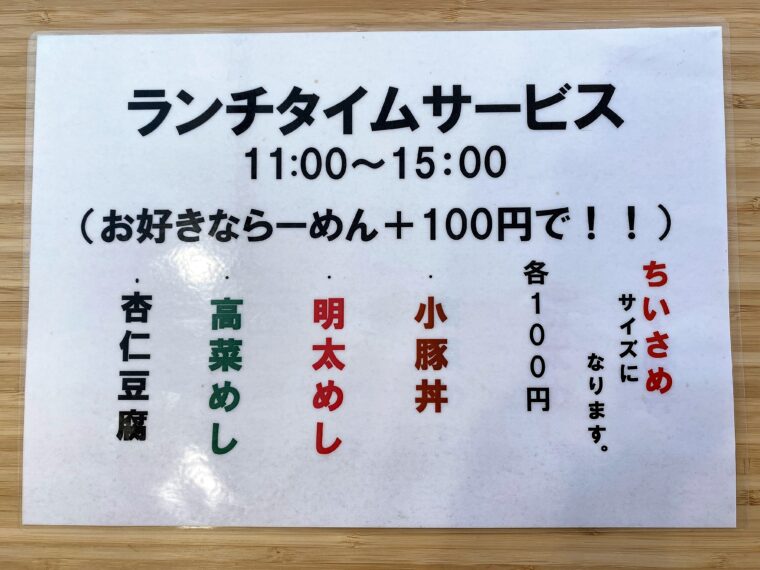 ランチタイムサービス
11:00～15:00
（お好きならーめん＋100円で！！）
ちいさめ
サイズに
なります。
各100円
・小豚丼
・明太めし
・高菜めし
・杏仁豆腐